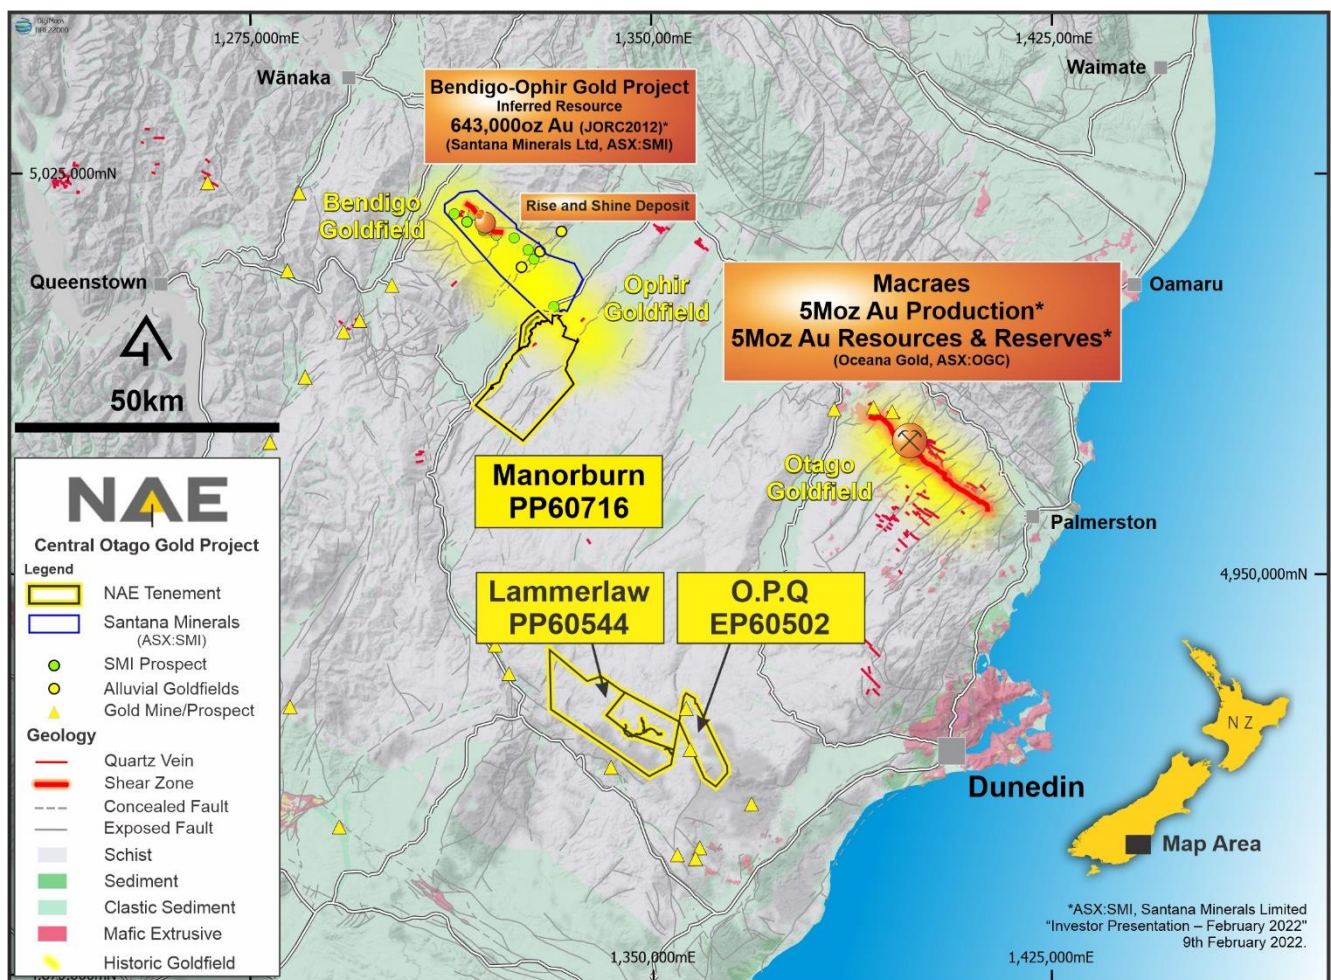 DigiMaps
1,275,000mE
1,350,00mE
1,425,00mE
Wānaka
Waimate
Bendigo-Ophir Gold Project
Inferred Resource
643,000oz Au (JORC2012)*
(Santana Minerals Ltd, ASX:SMI)
5,025,000mN
Bendigo
Goldfield
Rise and Shine Deposit
Queenstown
Ophir
Goldfield
Macraes
5Moz Au Production*
5Moz Au Resources & Reserves*
(Oceana Gold, ASX:OGC)
Oamaru
50km
Manorburn
PP60716
Otago
Goldfield
Palmerston
NAE
Central Otago Gold Project
Legend
NAE Tenement
Santana Minerals
(ASX:SMI)
SMI Prospect
Alluvial Goldfields
Gold Mine/Prospect
Geology
Quartz Vein
Shear Zone
Concealed Fault
Exposed Fault
Schist
Sediment
Clastic Sediment
Mafic Extrusive
Historic Goldfield
Lammerlaw
PP60544
O.P.Q
EP60502
4,950,000mN
N Z
Dunedin
Map Area
*ASX:SMI, Santana Minerals Limited
"Investor Presentation – February 2022"
9th February 2022.
1,350,000mE
1,425,000mE